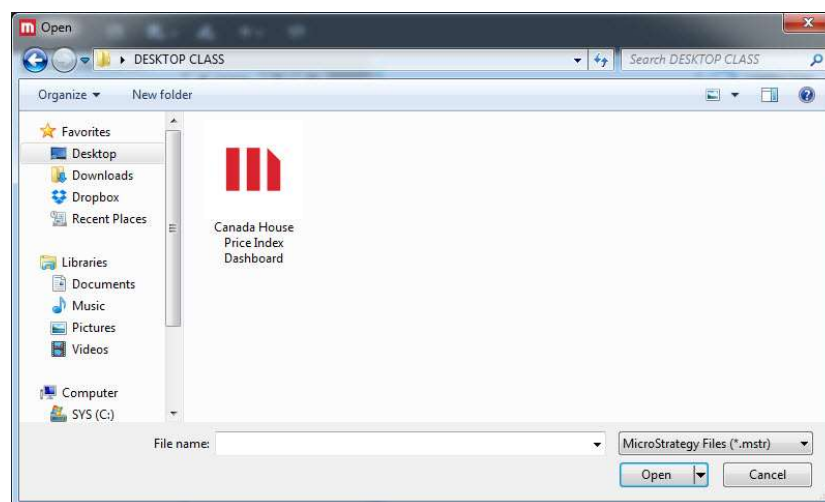 Open
DESKTOP CLASS
Search DESKTOP CLASS
Organize
New folder
Favorites
Desktop
Downloads
Dropbox
Recent Places
Libraries
Documents
Music
Pictures
Videos
Computer
SYS (C:)
Canada House
Price Index
Dashboard
File name:
MicroStrategy Files (*.mstr)
Open
Cancel